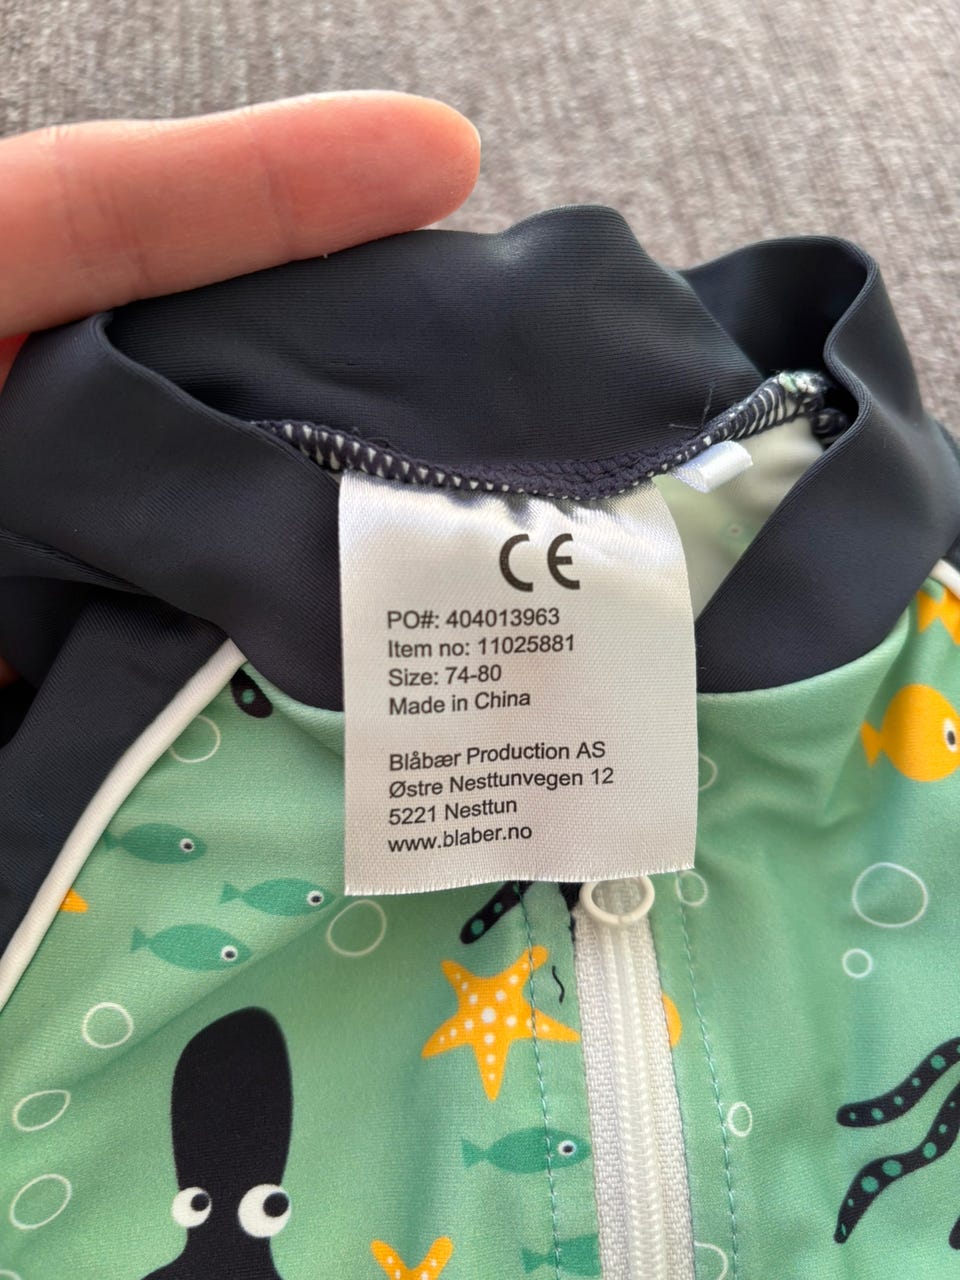 CE
PO#: 404013963
Item no: 11025881
Size: 74-80
Made in China
Blåbær Production AS
Østre Nesttunvegen 12
5221 Nesttun
www.blaber.no